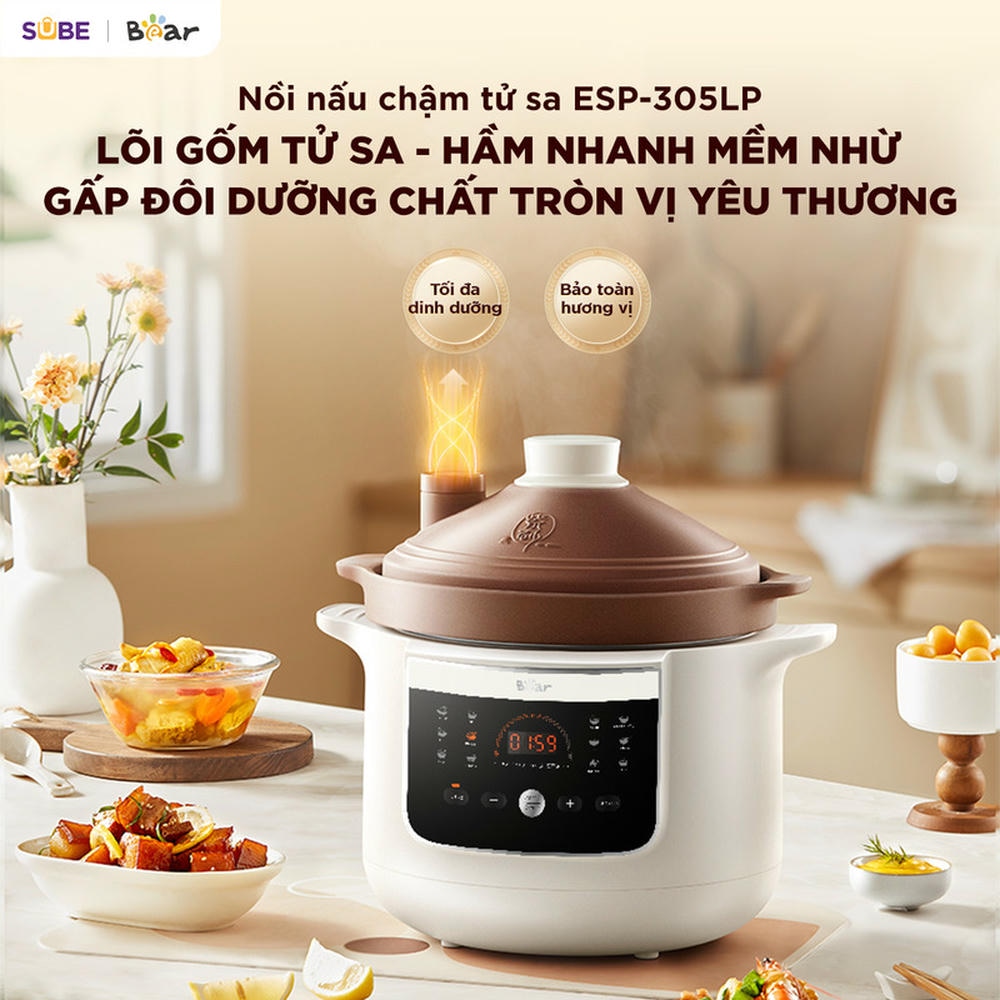 SUBE
Bear
Nồi nấu chậm tử sa ESP-305LP
LÕI GỐM TỬ SA - HẦM NHANH MỀM NHỪ
GẤP ĐÔI DƯỠNG CHẤT TRÒN VỊ YÊU THƯƠNG
Tối đa
dinh dưỡng
Bảo toàn
hương vị
Bear
01:59